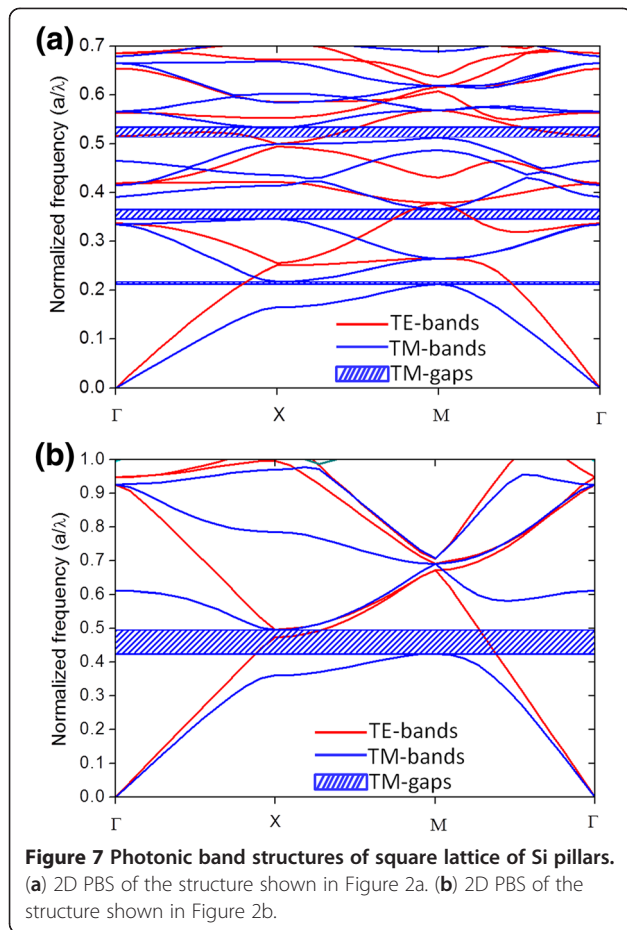 (a)
Normalized frequency (a/λ)
0.7
0.6
0.5
0.4
0.3
0.2
0.1
0.0
TE-bands
TM-bands
TM-gaps
Γ X M Γ
(b)
Normalized frequency (a/λ)
1.0
0.9
0.8
0.7
0.6
0.5
0.4
0.3
0.2
0.1
0.0
TE-bands
TM-bands
TM-gaps
Γ X M Γ
Figure 7 Photonic band structures of square lattice of Si pillars.
(a) 2D PBS of the structure shown in Figure 2a. (b) 2D PBS of the
structure shown in Figure 2b.